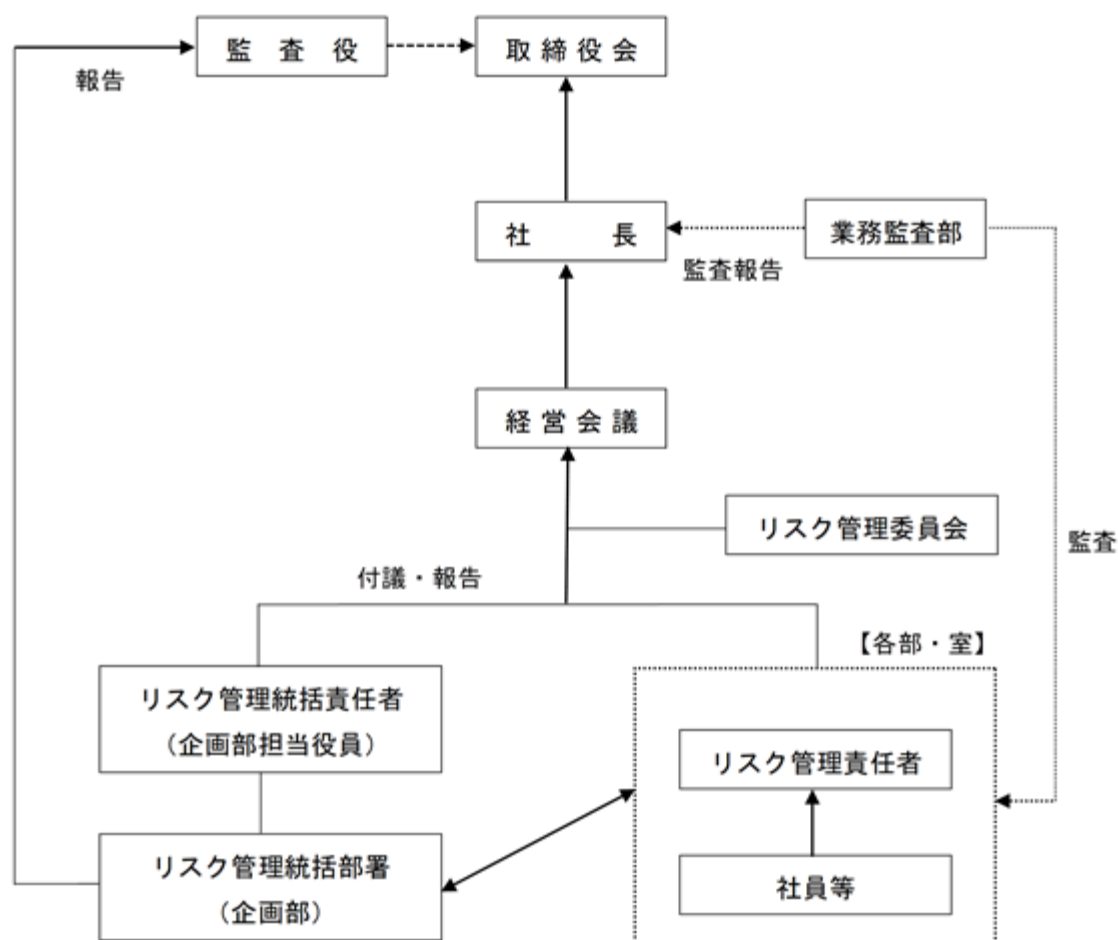 監 査 役
取 締 役 会
報告
社 長
業務監査部
監査報告
経 営 会 議
リスク管理委員会
監査
付議・報告
【各部・室】
リスク管理統括責任者
（企画部担当役員）
リスク管理責任者
リスク管理統括部署
（企画部）
社員等